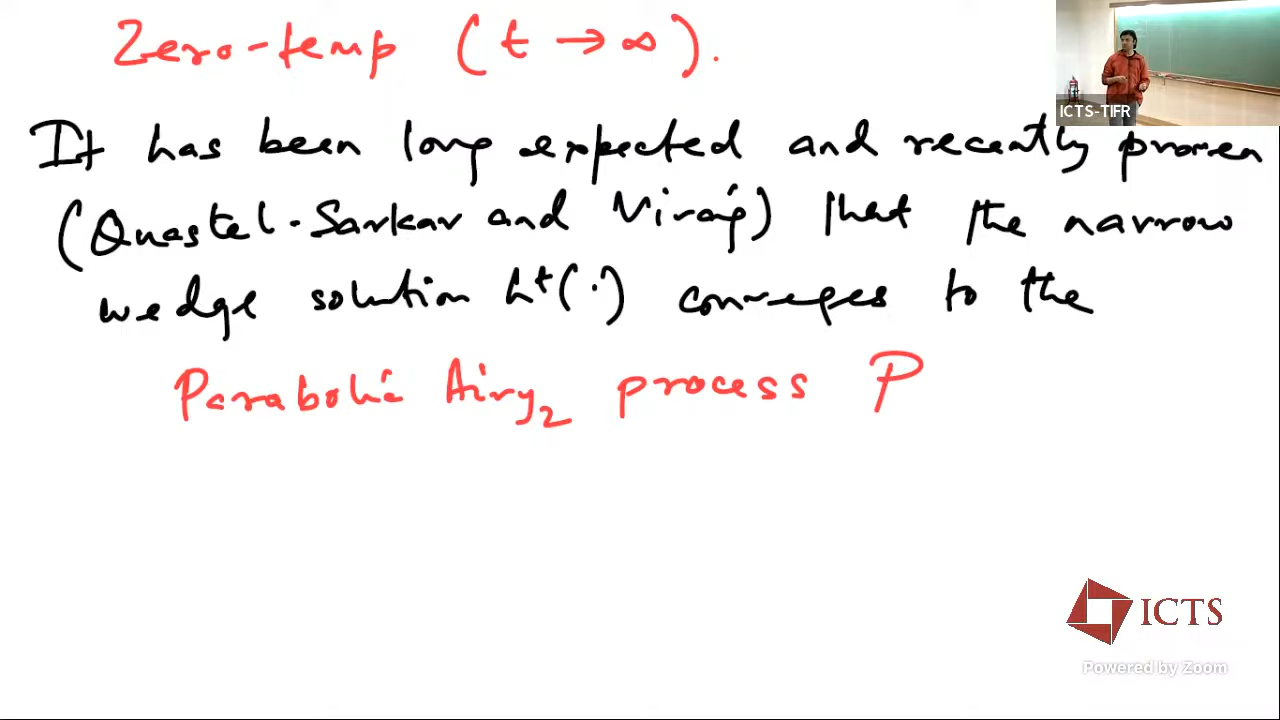 Zero-temp (t → ∞).
ICTS-TIFR
It has been long expected and recently proven
(Quastel-Sarkar and Virág) that the narrow
wedge solution h^t(·) converges to the
Parabolic Airy_2 process P
ICTS
Powered by Zoom